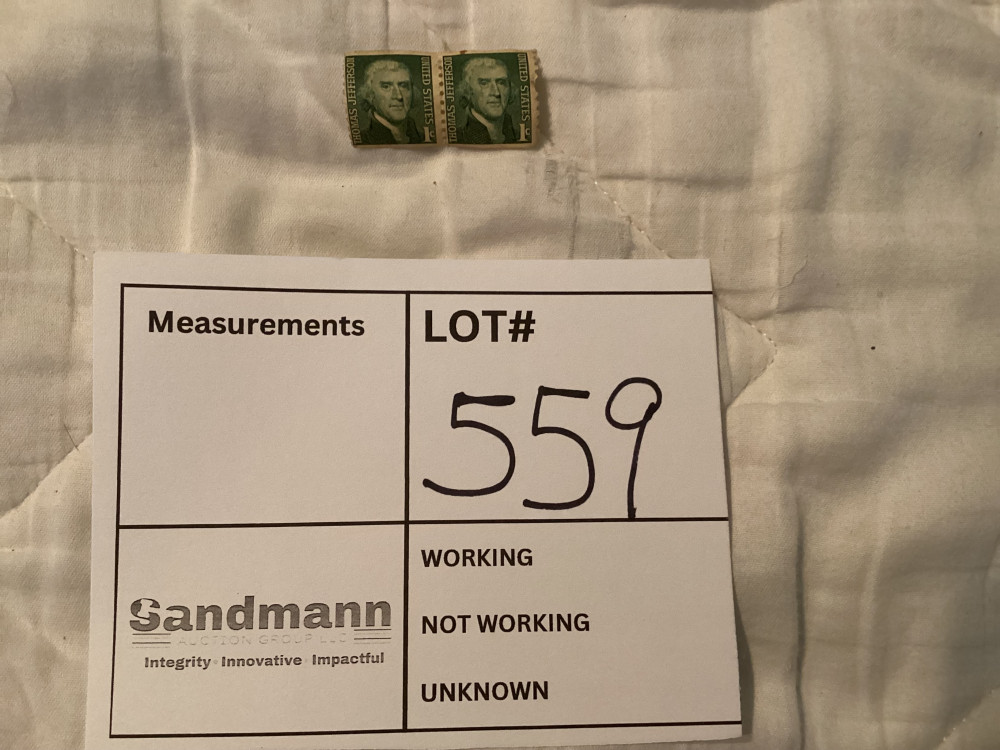 THOMAS JEFFERSON
UNITED STATES
1c
THOMAS JEFFERSON
UNITED STATES
1c
Measurements
LOT#
559
Sandmann
AUCTION GROUP LLC
Integrity Innovative Impactful
WORKING
NOT WORKING
UNKNOWN